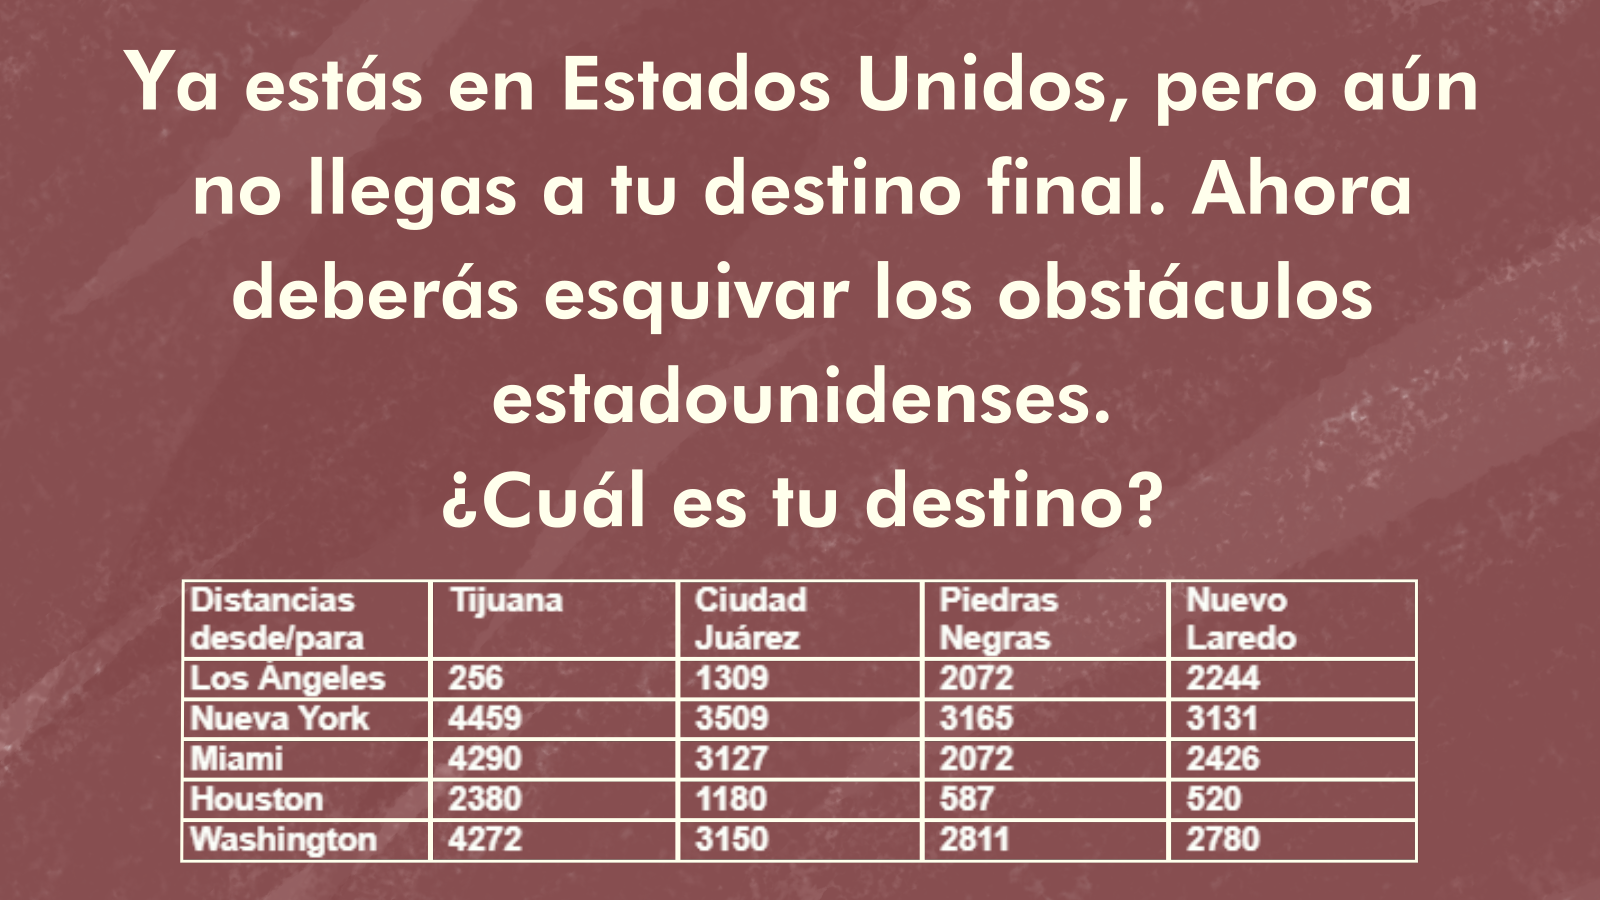 Ya estás en Estados Unidos, pero aún
no llegas a tu destino final. Ahora
deberás esquivar los obstáculos
estadounidenses.
¿Cuál es tu destino?
Distancias desde/para Tijuana Ciudad Juárez Piedras Negras Nuevo Laredo
Los Ángeles 256 1309 2072 2244
Nueva York 4459 3509 3165 3131
Miami 4290 3127 2072 2426
Houston 2380 1180 587 520
Washington 4272 3150 2811 2780